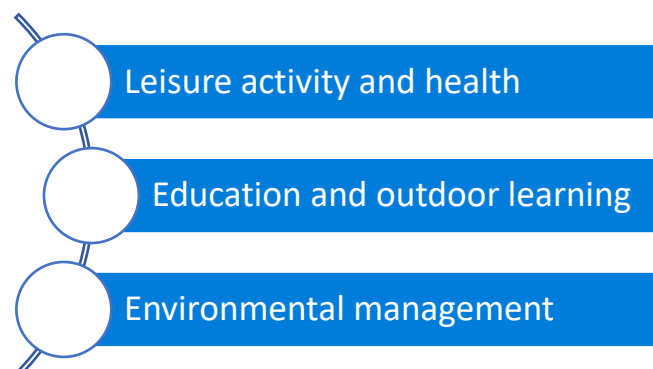 Leisure activity and health
Education and outdoor learning
Environmental management